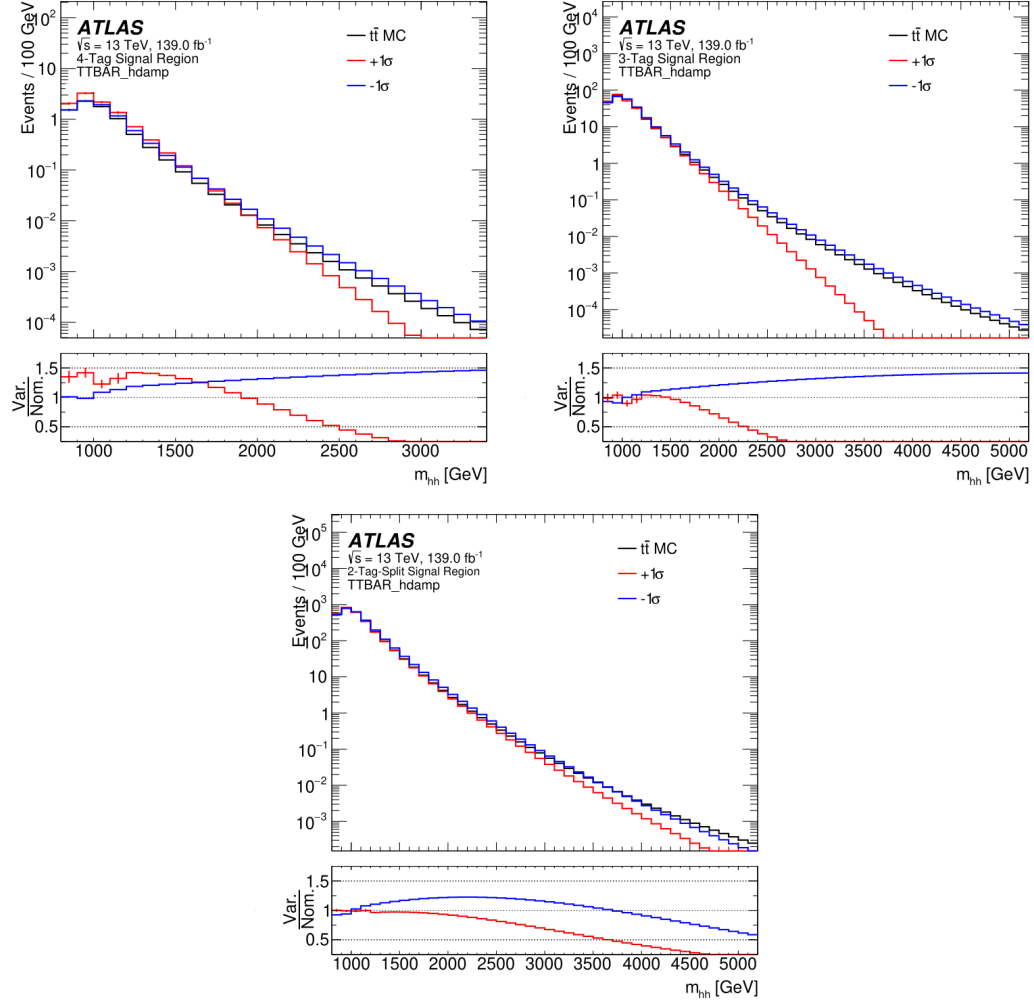 ATLAS
√s = 13 TeV, 139.0 fb⁻¹
4-Tag Signal Region
TTBAR_hdamp
tt̄ MC
+1σ
-1σ
Events / 100 GeV
10²
10
1
10⁻¹
10⁻²
10⁻³
10⁻⁴
Var.
Nom.
1.5
1
0.5
1000 1500 2000 2500 3000
m_hh [GeV]
ATLAS
√s = 13 TeV, 139.0 fb⁻¹
3-Tag Signal Region
TTBAR_hdamp
tt̄ MC
+1σ
-1σ
Events / 100 GeV
10⁴
10³
10²
10
1
10⁻¹
10⁻²
10⁻³
10⁻⁴
Var.
Nom.
1.5
1
0.5
1000 1500 2000 2500 3000 3500 4000 4500 5000
m_hh [GeV]
ATLAS
√s = 13 TeV, 139.0 fb⁻¹
2-Tag-Split Signal Region
TTBAR_hdamp
tt̄ MC
+1σ
-1σ
Events / 100 GeV
10⁵
10⁴
10³
10²
10
1
10⁻¹
10⁻²
10⁻³
Var.
Nom.
1.5
1
0.5
1000 1500 2000 2500 3000 3500 4000 4500 5000
m_hh [GeV]